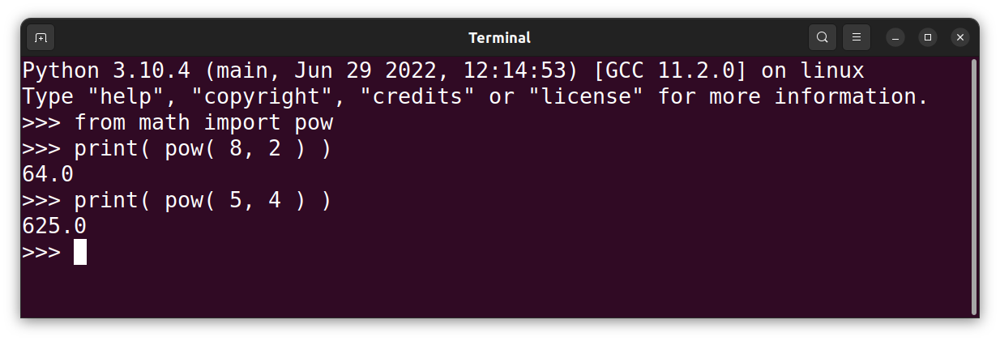 Terminal
Python 3.10.4 (main, Jun 29 2022, 12:14:53) [GCC 11.2.0] on linux
Type "help", "copyright", "credits" or "license" for more information.
>>> from math import pow
>>> print( pow( 8, 2 ) )
64.0
>>> print( pow( 5, 4 ) )
625.0
>>>